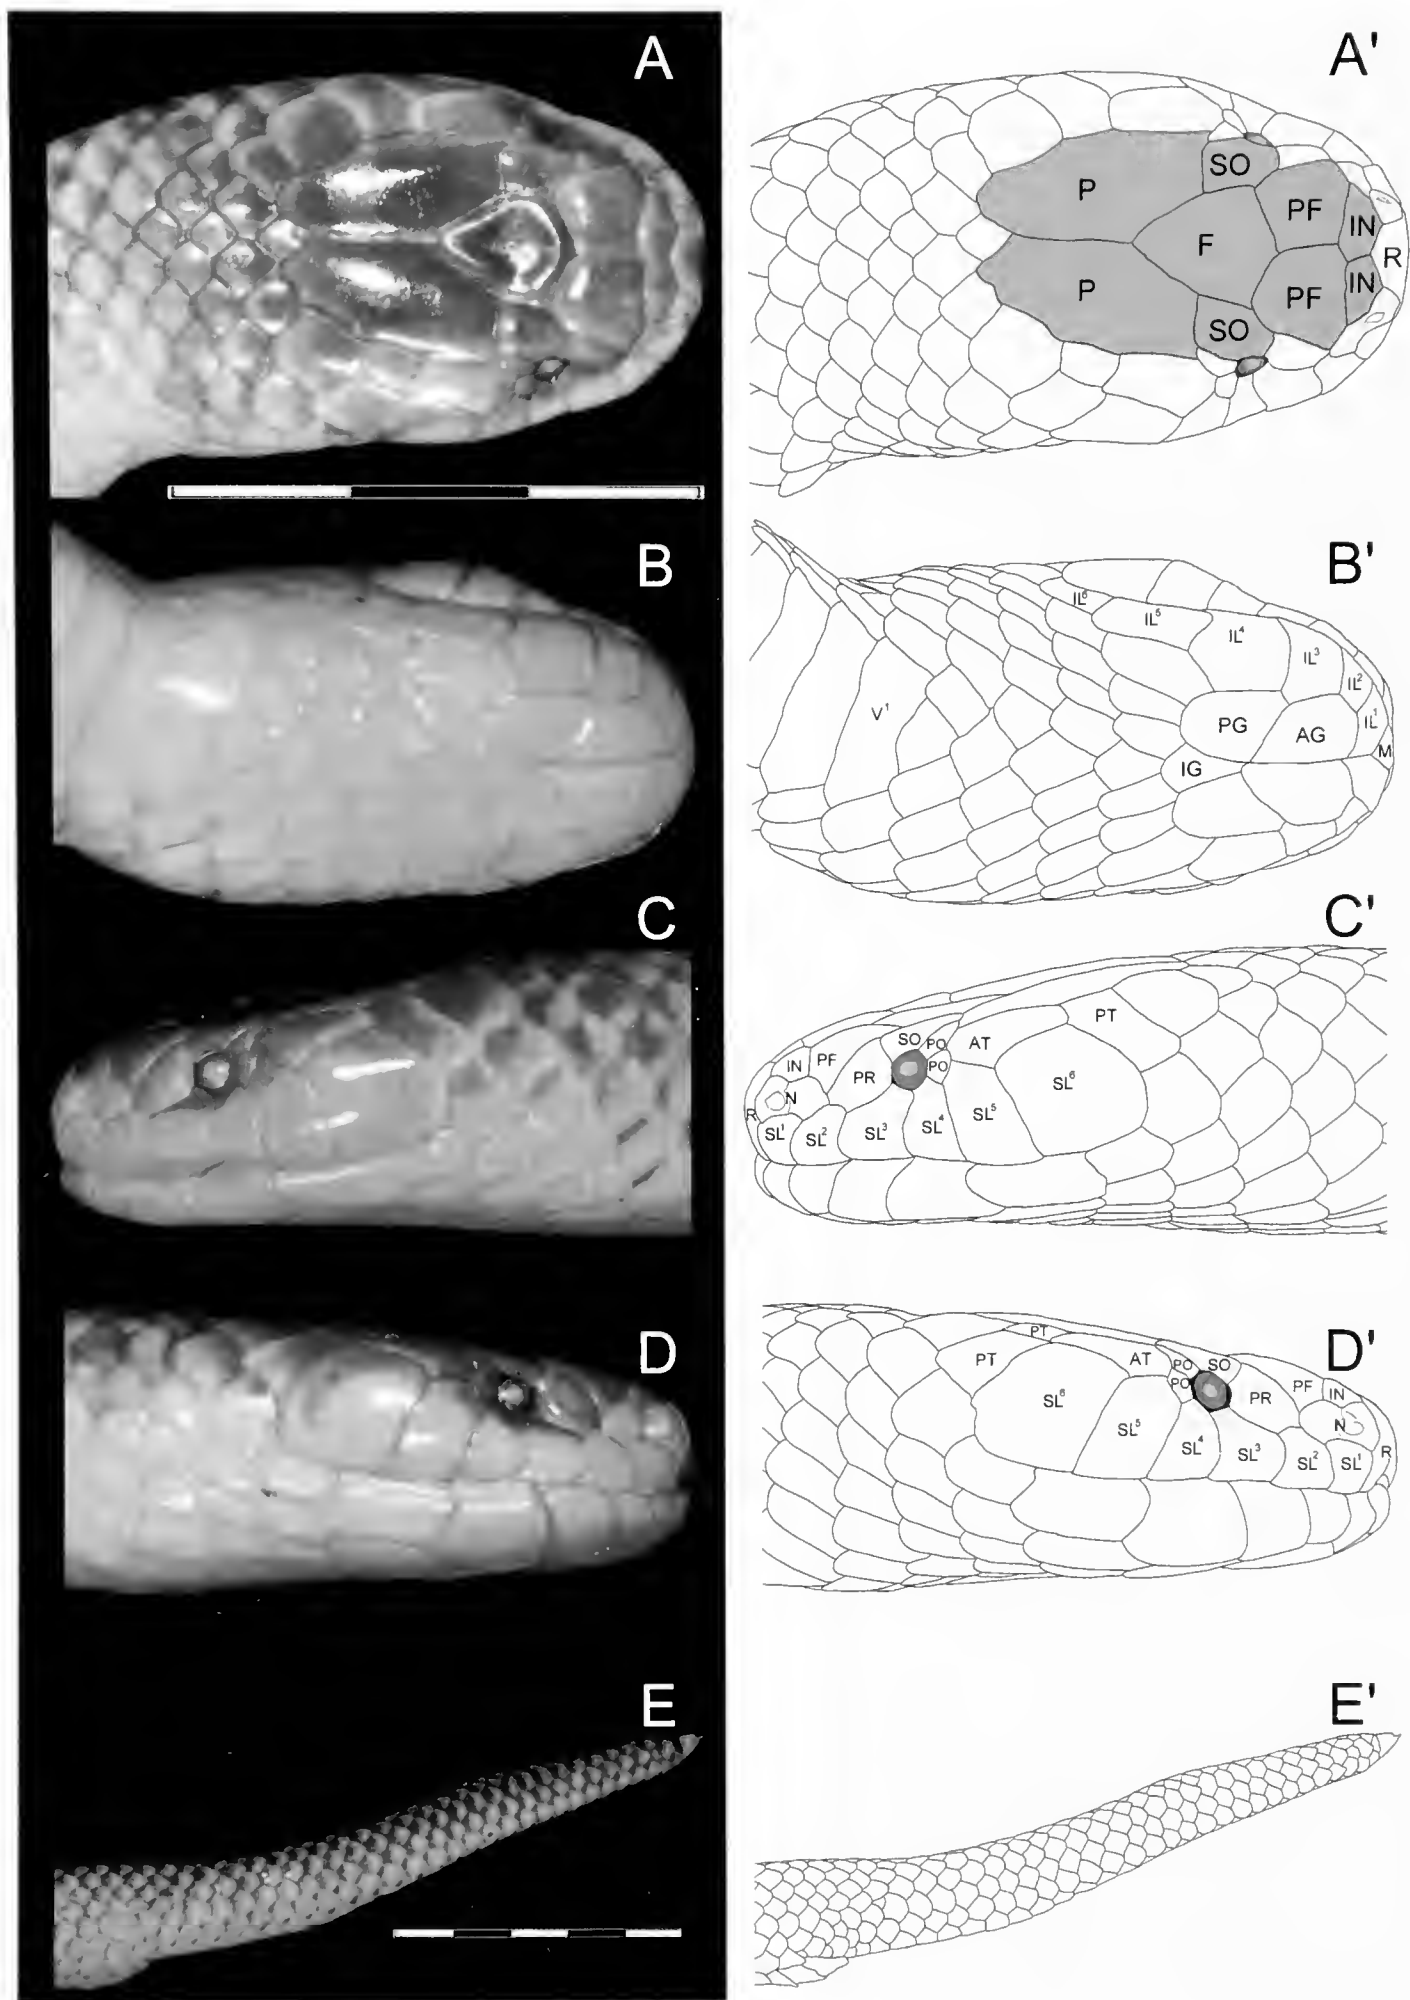 A
A'
SO
P
PF
IN
F
R
P
PF
IN
SO
B
B'
IL⁶
IL⁵
IL⁴
IL³
IL²
V¹
PG
AG
IL¹
M
IG
C
C'
PT
SO
PO
AT
IN
PF
PO
PR
SL⁶
N
R
SL¹
SL²
SL³
SL⁴
SL⁵
D
D'
PT
PT
AT
PO
SO
PO
SL⁶
PR
PF
IN
N
SL⁵
SL⁴
SL³
SL²
SL¹
R
E
E'